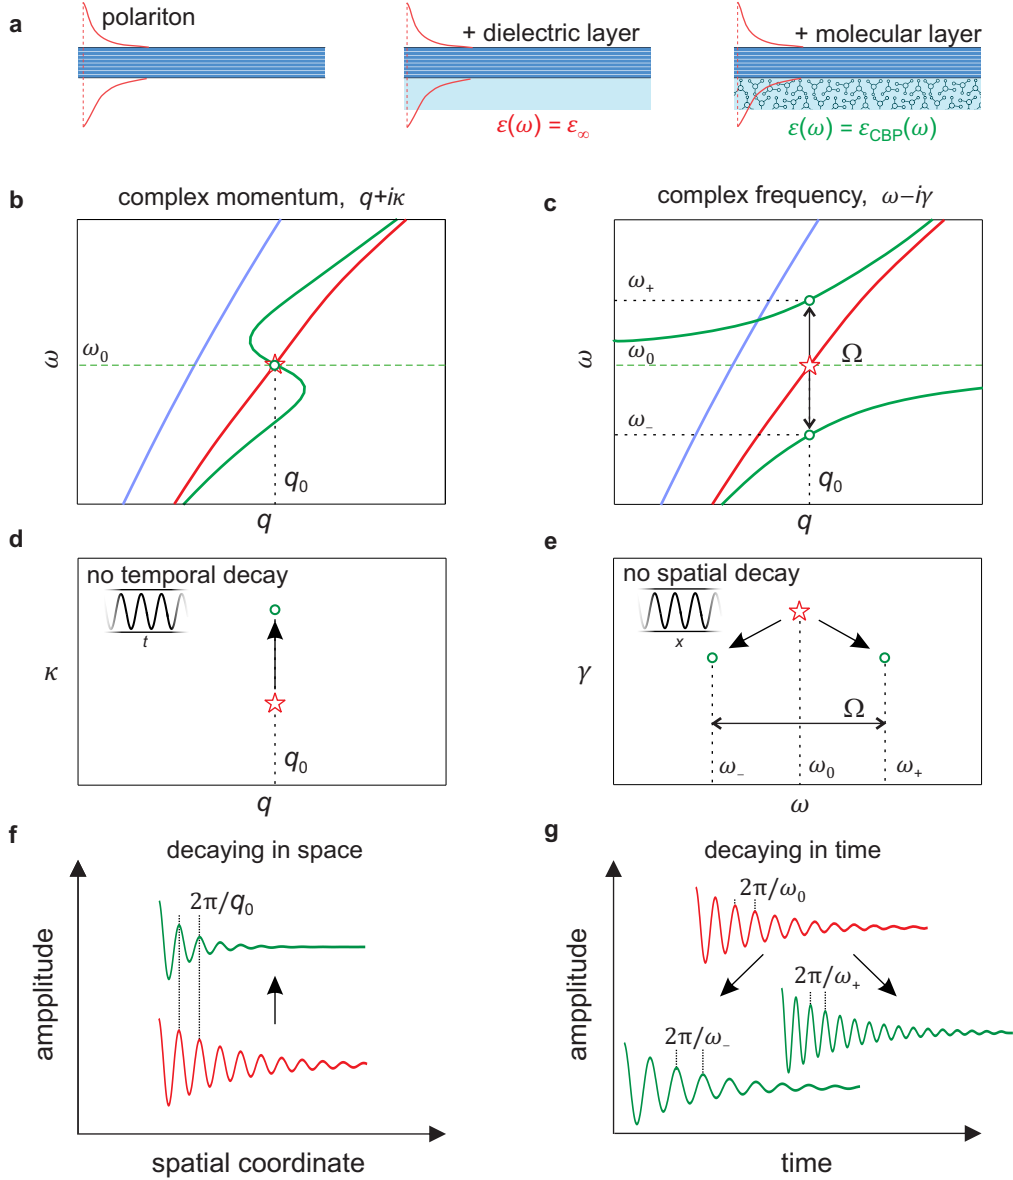 a
polariton
+ dielectric layer
+ molecular layer
ε(ω) = ε∞
ε(ω) = εCBP(ω)
b
complex momentum, q+iκ
ω
ω0
q0
q
c
complex frequency, ω−iγ
ω+
ω
ω0
Ω
ω−
q0
q
d
no temporal decay
t
κ
q0
q
e
no spatial decay
x
γ
Ω
ω− ω0 ω+
ω
f
decaying in space
2π/q0
ampplitude
spatial coordinate
g
decaying in time
2π/ω0
2π/ω+
2π/ω−
ampplitude
time